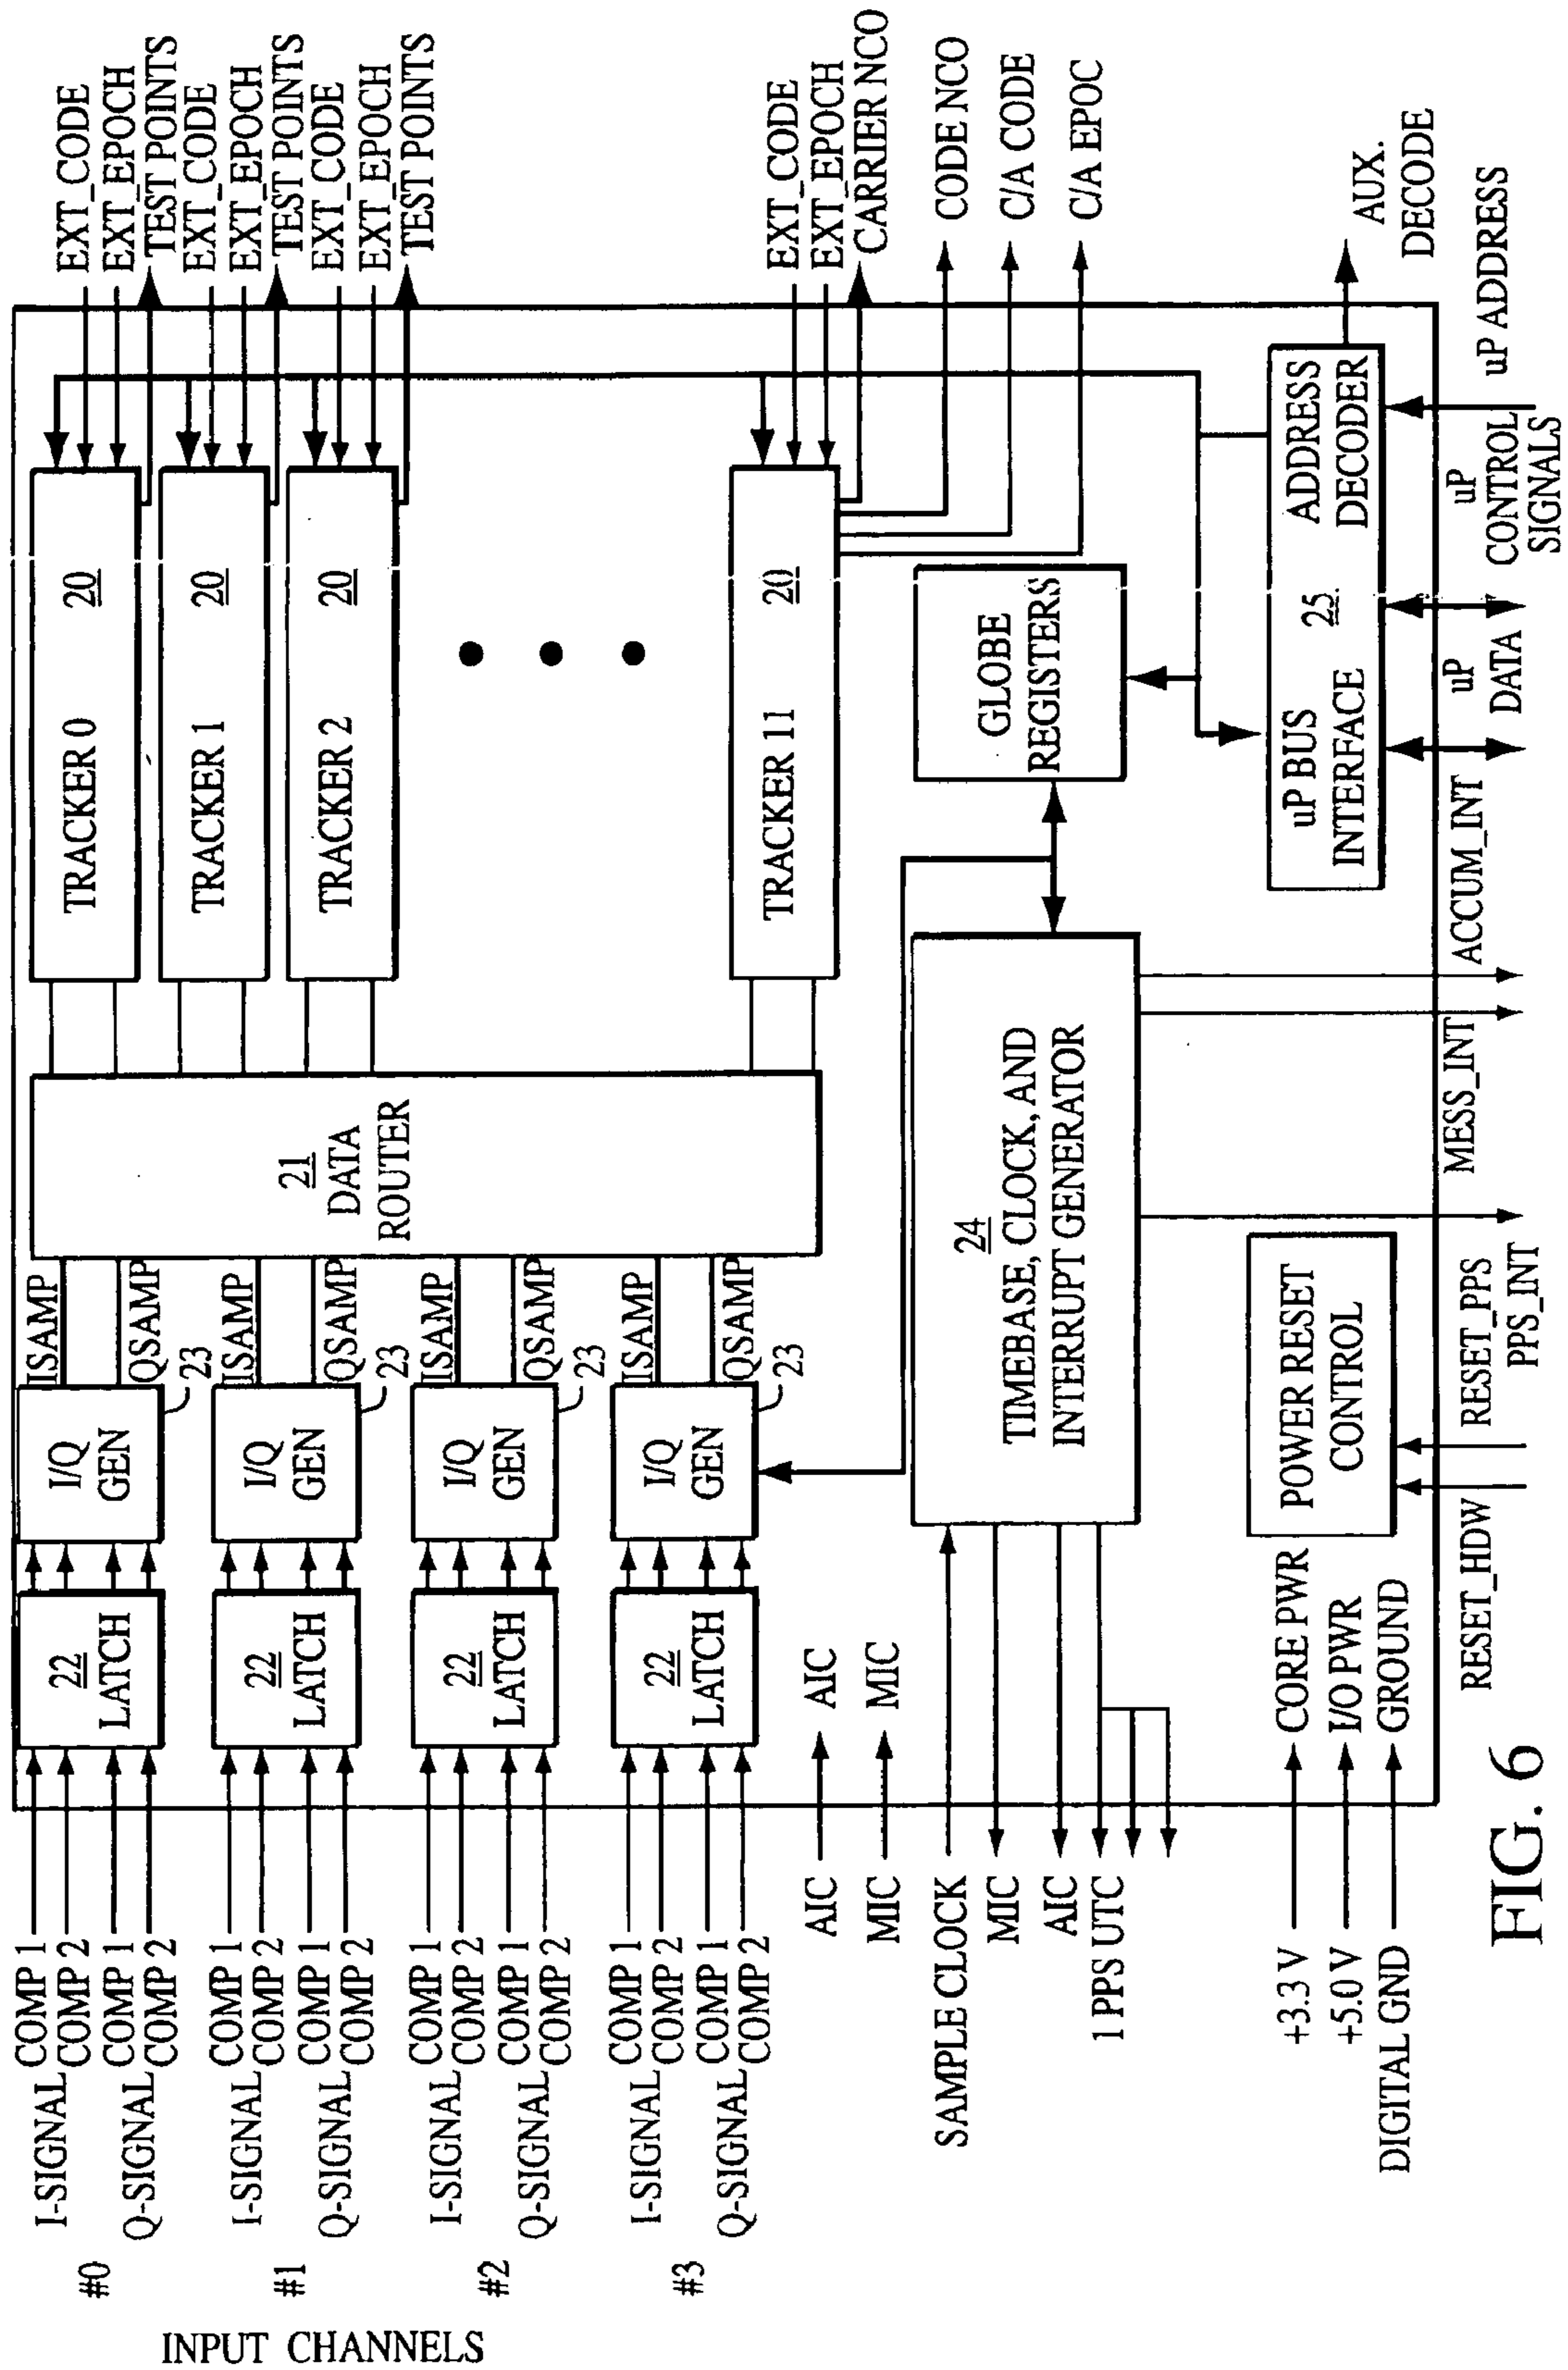 INPUT CHANNELS
#0
I-SIGNAL
COMP 1
COMP 2
Q-SIGNAL
COMP 1
COMP 2
22
LATCH
I/Q
GEN
23
ISAMP
QSAMP
#1
I-SIGNAL
COMP 1
COMP 2
Q-SIGNAL
COMP 1
COMP 2
22
LATCH
I/Q
GEN
23
ISAMP
QSAMP
#2
I-SIGNAL
COMP 1
COMP 2
Q-SIGNAL
COMP 1
COMP 2
22
LATCH
I/Q
GEN
23
ISAMP
QSAMP
#3
I-SIGNAL
COMP 1
COMP 2
Q-SIGNAL
COMP 1
COMP 2
22
LATCH
I/Q
GEN
23
ISAMP
QSAMP
21
DATA
ROUTER
TRACKER 0 20
EXT_CODE
EXT_EPOCH
TEST POINTS
TRACKER 1 20
EXT_CODE
EXT_EPOCH
TEST POINTS
TRACKER 2 20
EXT_CODE
EXT_EPOCH
TEST POINTS
TRACKER 11 20
EXT_CODE
EXT_EPOCH
CARRIER NCO
CODE NCO
C/A CODE
C/A EPOC
AIC
AIC
MIC
MIC
SAMPLE CLOCK
MIC
AIC
1 PPS UTC
24
TIMEBASE, CLOCK, AND
INTERRUPT GENERATOR
GLOBE
REGISTERS
+3.3 V
CORE PWR
+5.0 V
I/O PWR
DIGITAL GND
GROUND
POWER RESET
CONTROL
uP BUS
INTERFACE
25
ADDRESS
DECODER
AUX.
DECODE
RESET_HDW
RESET_PPS
PPS_INT
MESS_INT
ACCUM_INT
uP
DATA
uP
CONTROL
SIGNALS
uP ADDRESS
FIG. 6